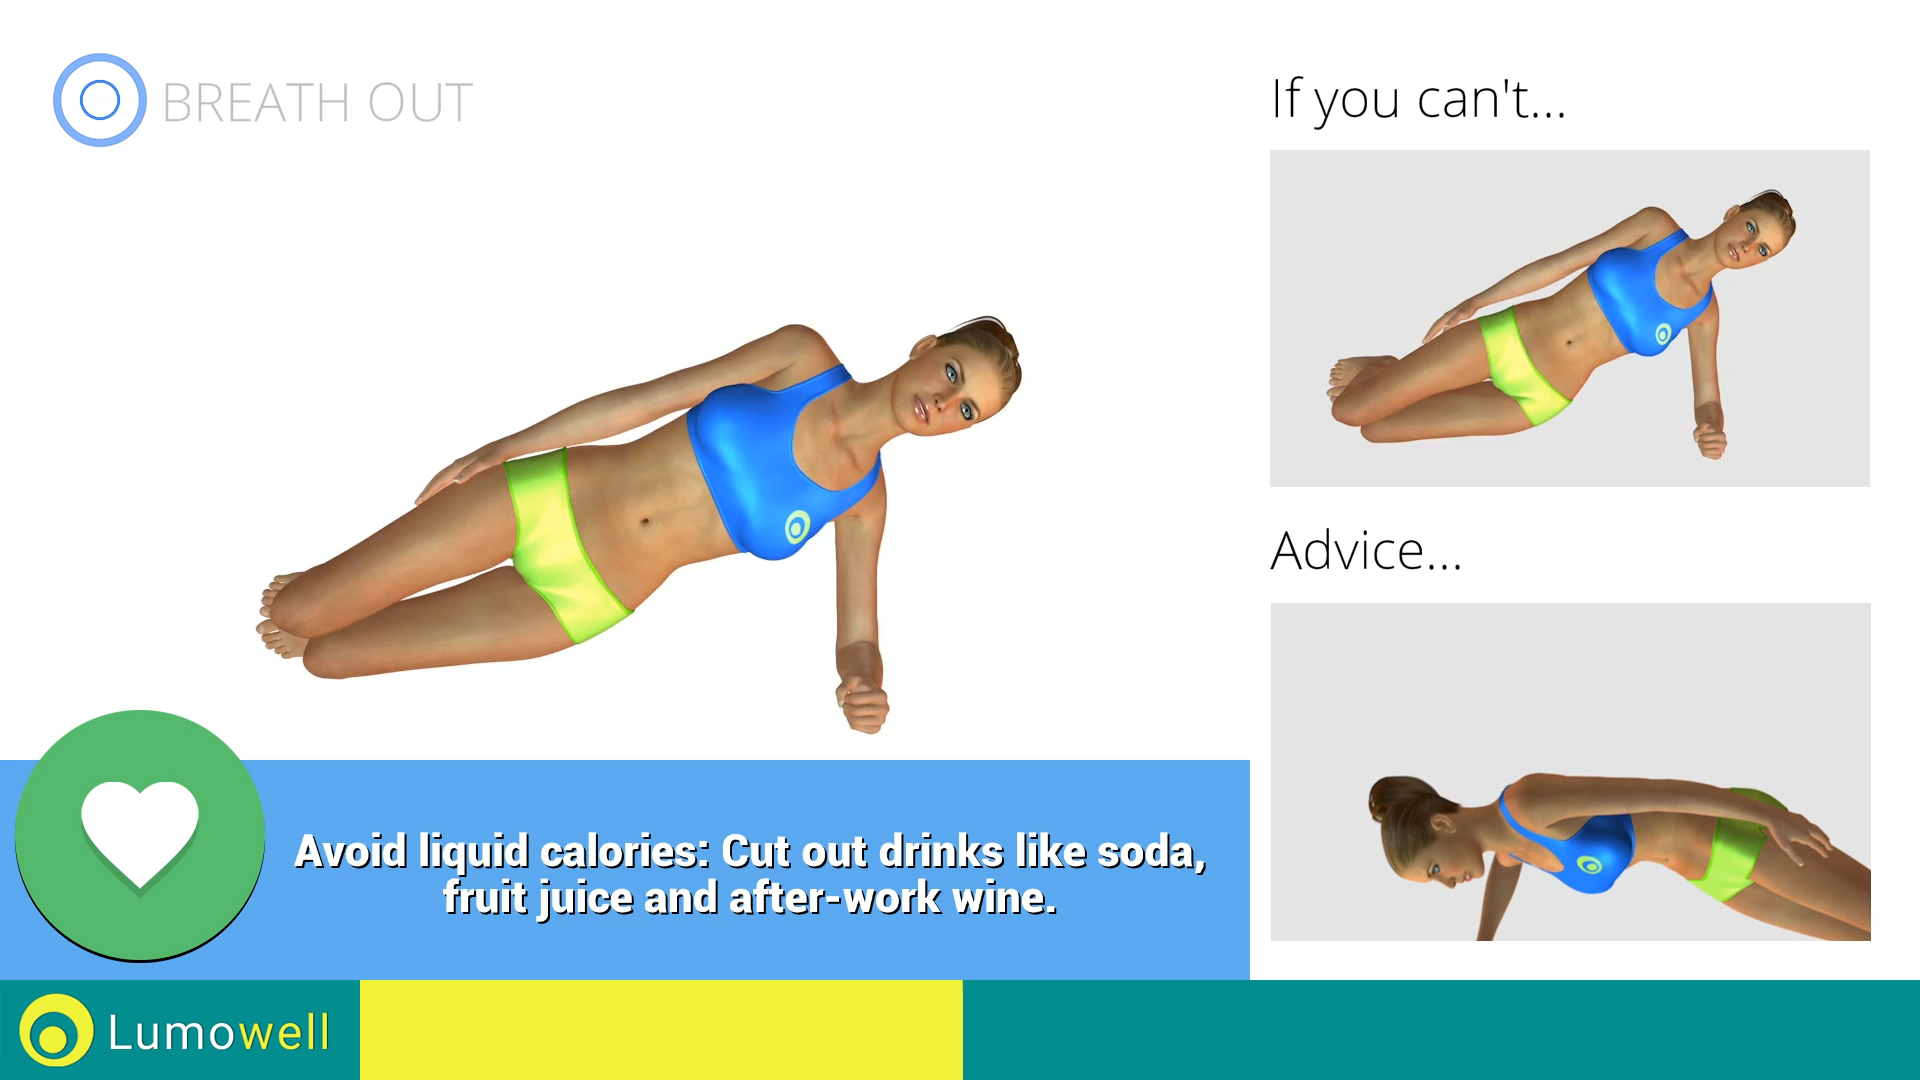 BREATH OUT
If you can't...
Advice...
Avoid liquid calories: Cut out drinks like soda,
fruit juice and after-work wine.
Lumowell